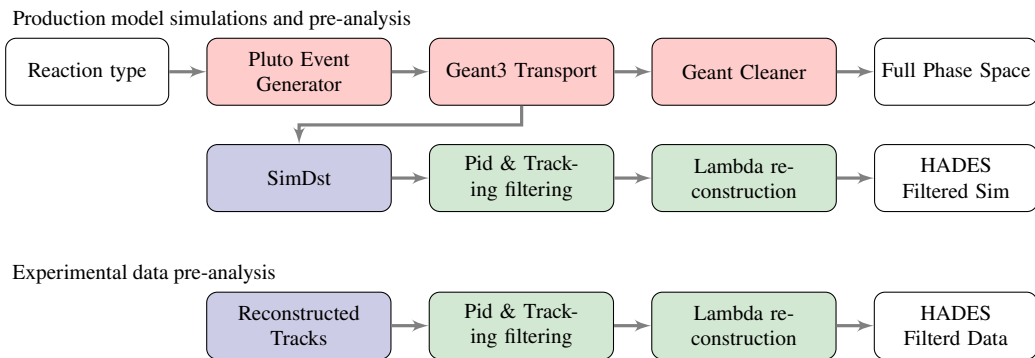 Production model simulations and pre-analysis
Reaction type
Pluto Event
Generator
Geant3 Transport
Geant Cleaner
Full Phase Space
SimDst
Pid & Track-
ing filtering
Lambda re-
construction
HADES
Filtered Sim
Experimental data pre-analysis
Reconstructed
Tracks
Pid & Track-
ing filtering
Lambda re-
construction
HADES
Filterd Data